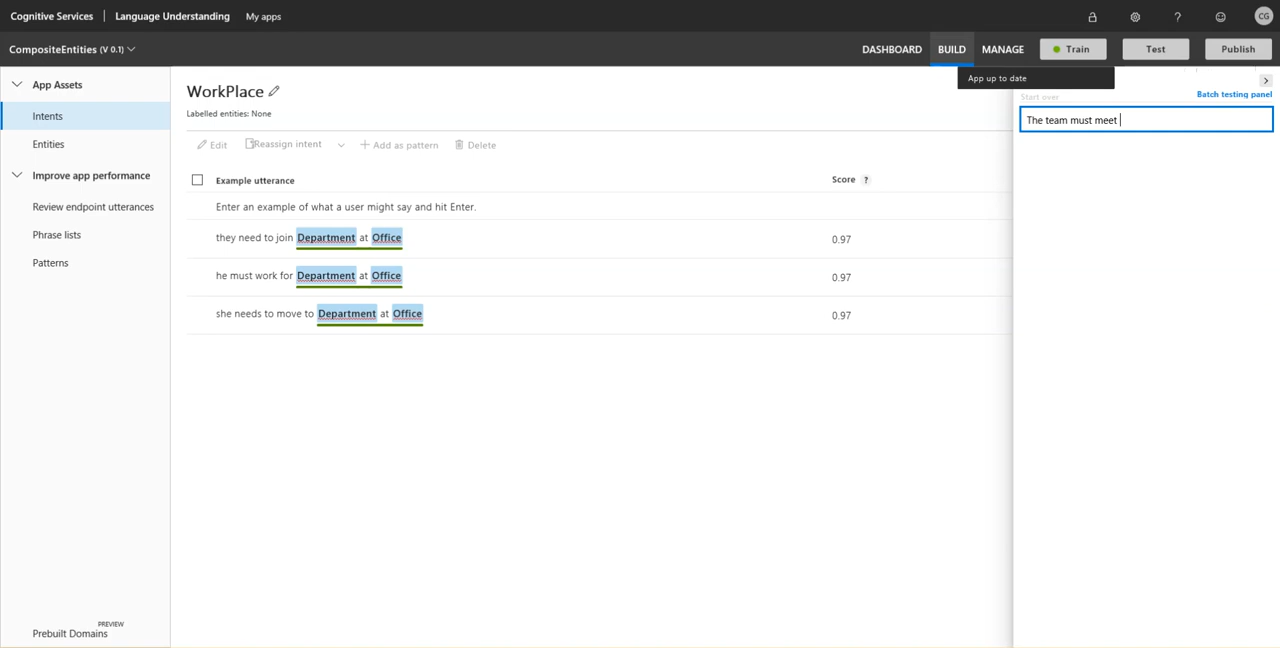 Cognitive Services | Language Understanding My apps ? CG
CompositeEntities (V 0.1) DASHBOARD BUILD MANAGE Train Test Publish
App up to date
App Assets
Intents
Entities
Improve app performance
Review endpoint utterances
Phrase lists
Patterns
Prebuilt Domains PREVIEW
WorkPlace
Labelled entities: None
Edit Reassign intent Add as pattern Delete
Example utterance Score ?
Enter an example of what a user might say and hit Enter.
they need to join Department at Office 0.97
he must work for Department at Office 0.97
she needs to move to Department at Office 0.97
Start over Batch testing panel
The team must meet